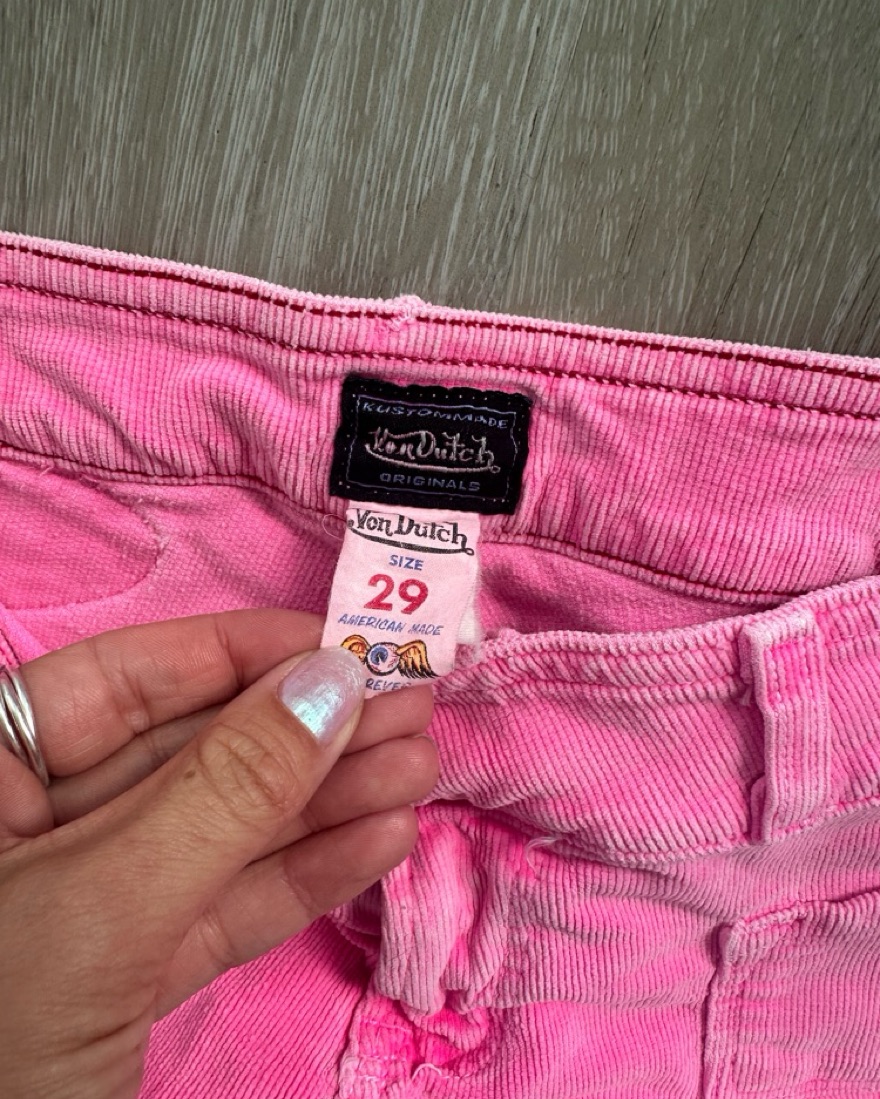 KUSTOMMADE
Von Dutch
ORIGINALS
Von Dutch
SIZE
29
AMERICAN MADE